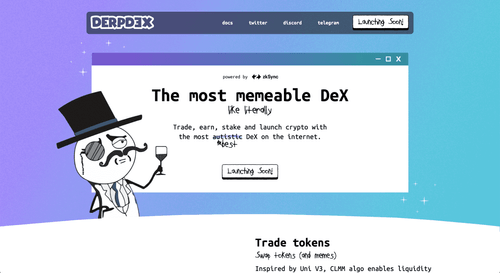 DERPDEX
docs twitter discord telegram Launching Soon!
powered by zkSync
The most memeable DeX
like literally
Trade, earn, stake and launch crypto with
the most autistic DeX on the internet.
*best
Launching Soon!
Trade tokens
Swap tokens (and memes)
Inspired by Uni V3, CLMM algo enables liquidity